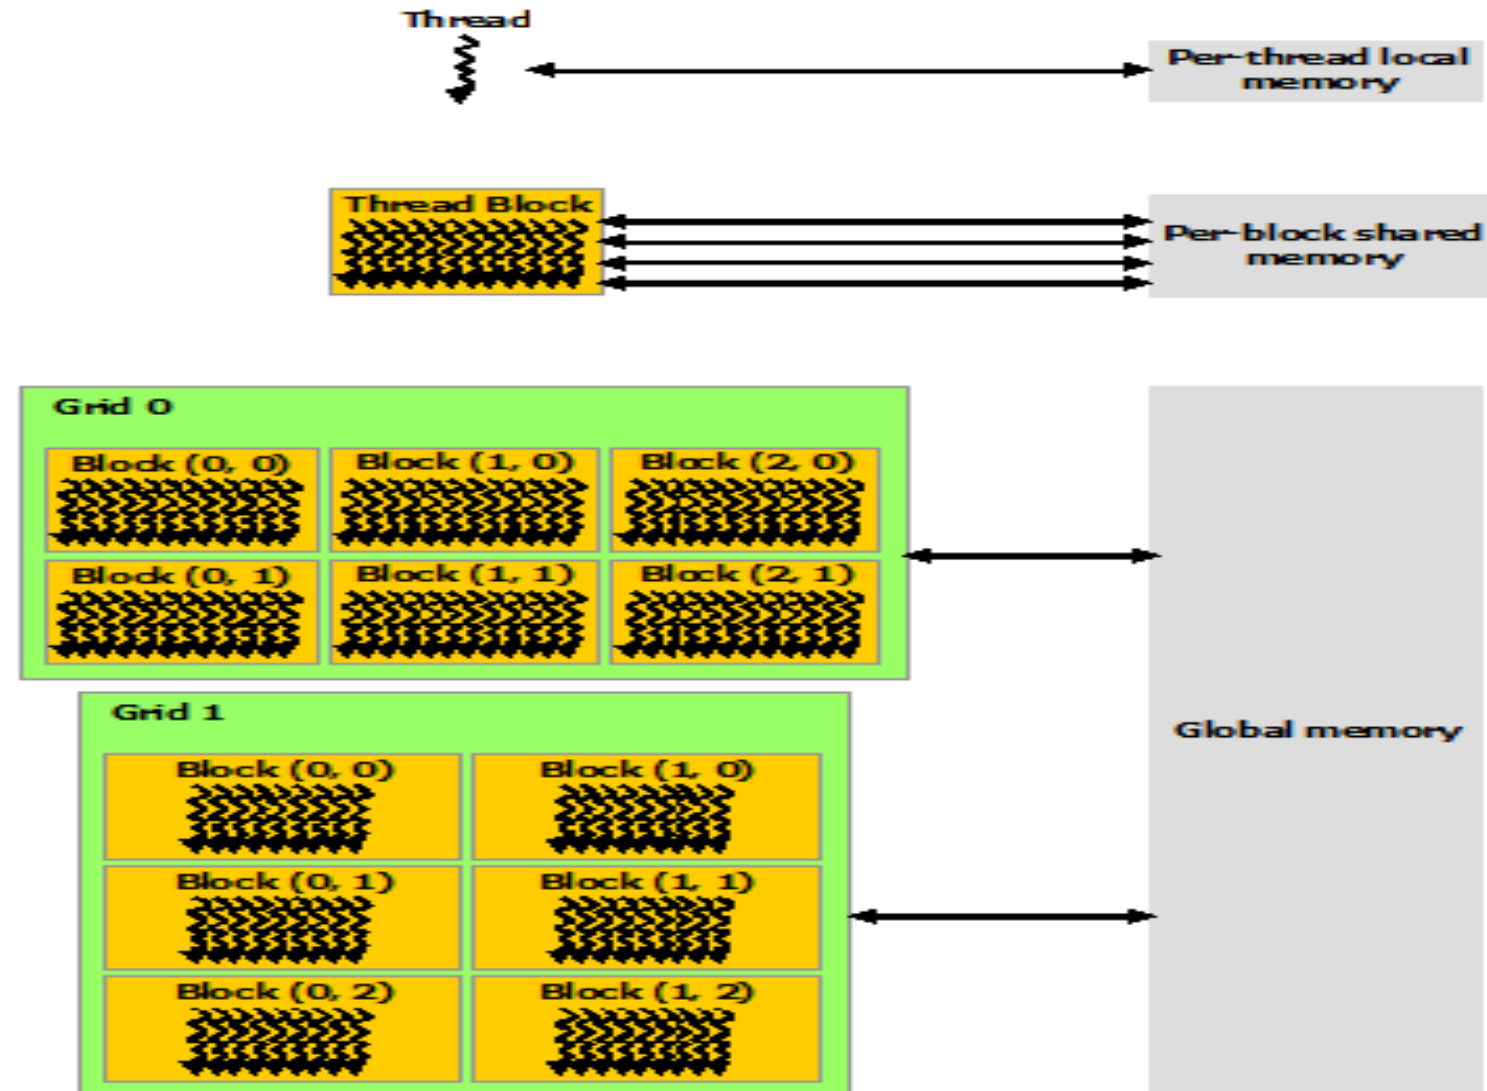 Thread
Per-thread local
memory
Thread Block
Per-block shared
memory
Grid 0
Block (0, 0)
Block (1, 0)
Block (2, 0)
Block (0, 1)
Block (1, 1)
Block (2, 1)
Grid 1
Global memory
Block (0, 0)
Block (1, 0)
Block (0, 1)
Block (1, 1)
Block (0, 2)
Block (1, 2)